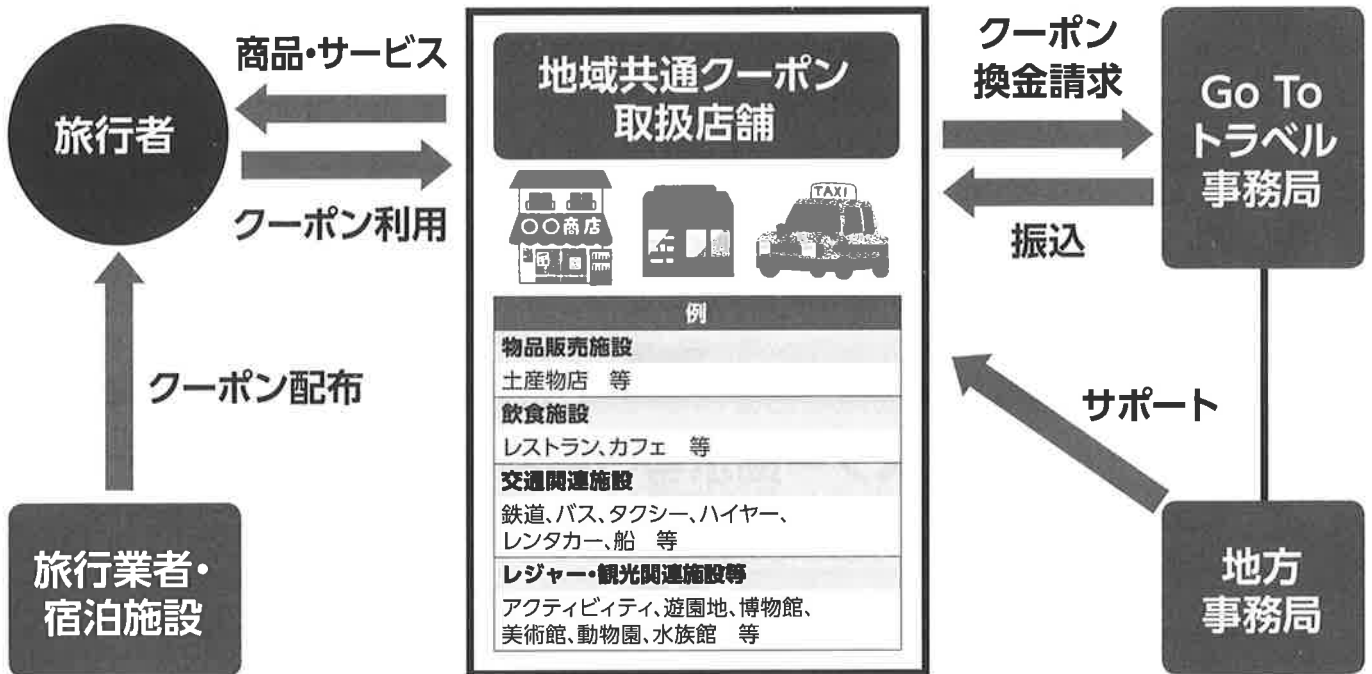 商品・サービス
旅行者
クーポン利用
クーポン配布
旅行業者・
宿泊施設
地域共通クーポン
取扱店舗
〇〇商店
TAXI
例
物品販売施設
土産物店　等
飲食施設
レストラン、カフェ　等
交通関連施設
鉄道、バス、タクシー、ハイヤー、
レンタカー、船　等
レジャー・観光関連施設等
アクティビィティ、遊園地、博物館、
美術館、動物園、水族館　等
クーポン
換金請求
振込
Go To
トラベル
事務局
サポート
地方
事務局